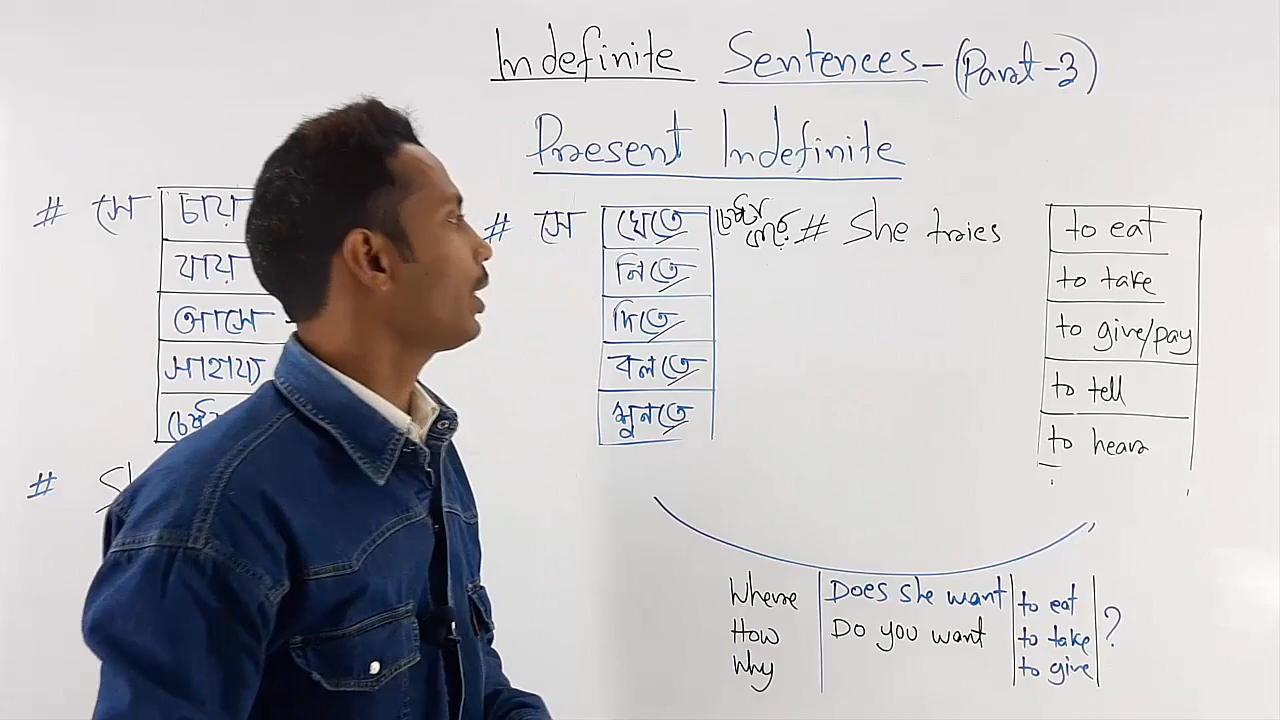 Indefinite Sentences - (Part-3)
Present Indefinite
# সে চায়
যায়
আসে -
সাহায্য
# সে খেতে চেষ্টা করে
নিতে
দিতে
বলতে
শুনতে
# She tries to eat
to take
to give/pay
to tell
to hear
#
Where Does she want to eat ?
How Do you want to take
Why to give